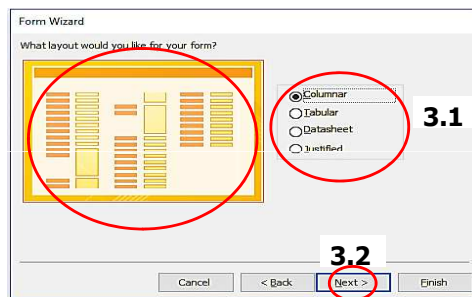 Form Wizard
What layout would you like for your form?
Columnar
Tabular
Datasheet
Justified
3.1
3.2
Cancel
< Back
Next >
Finish